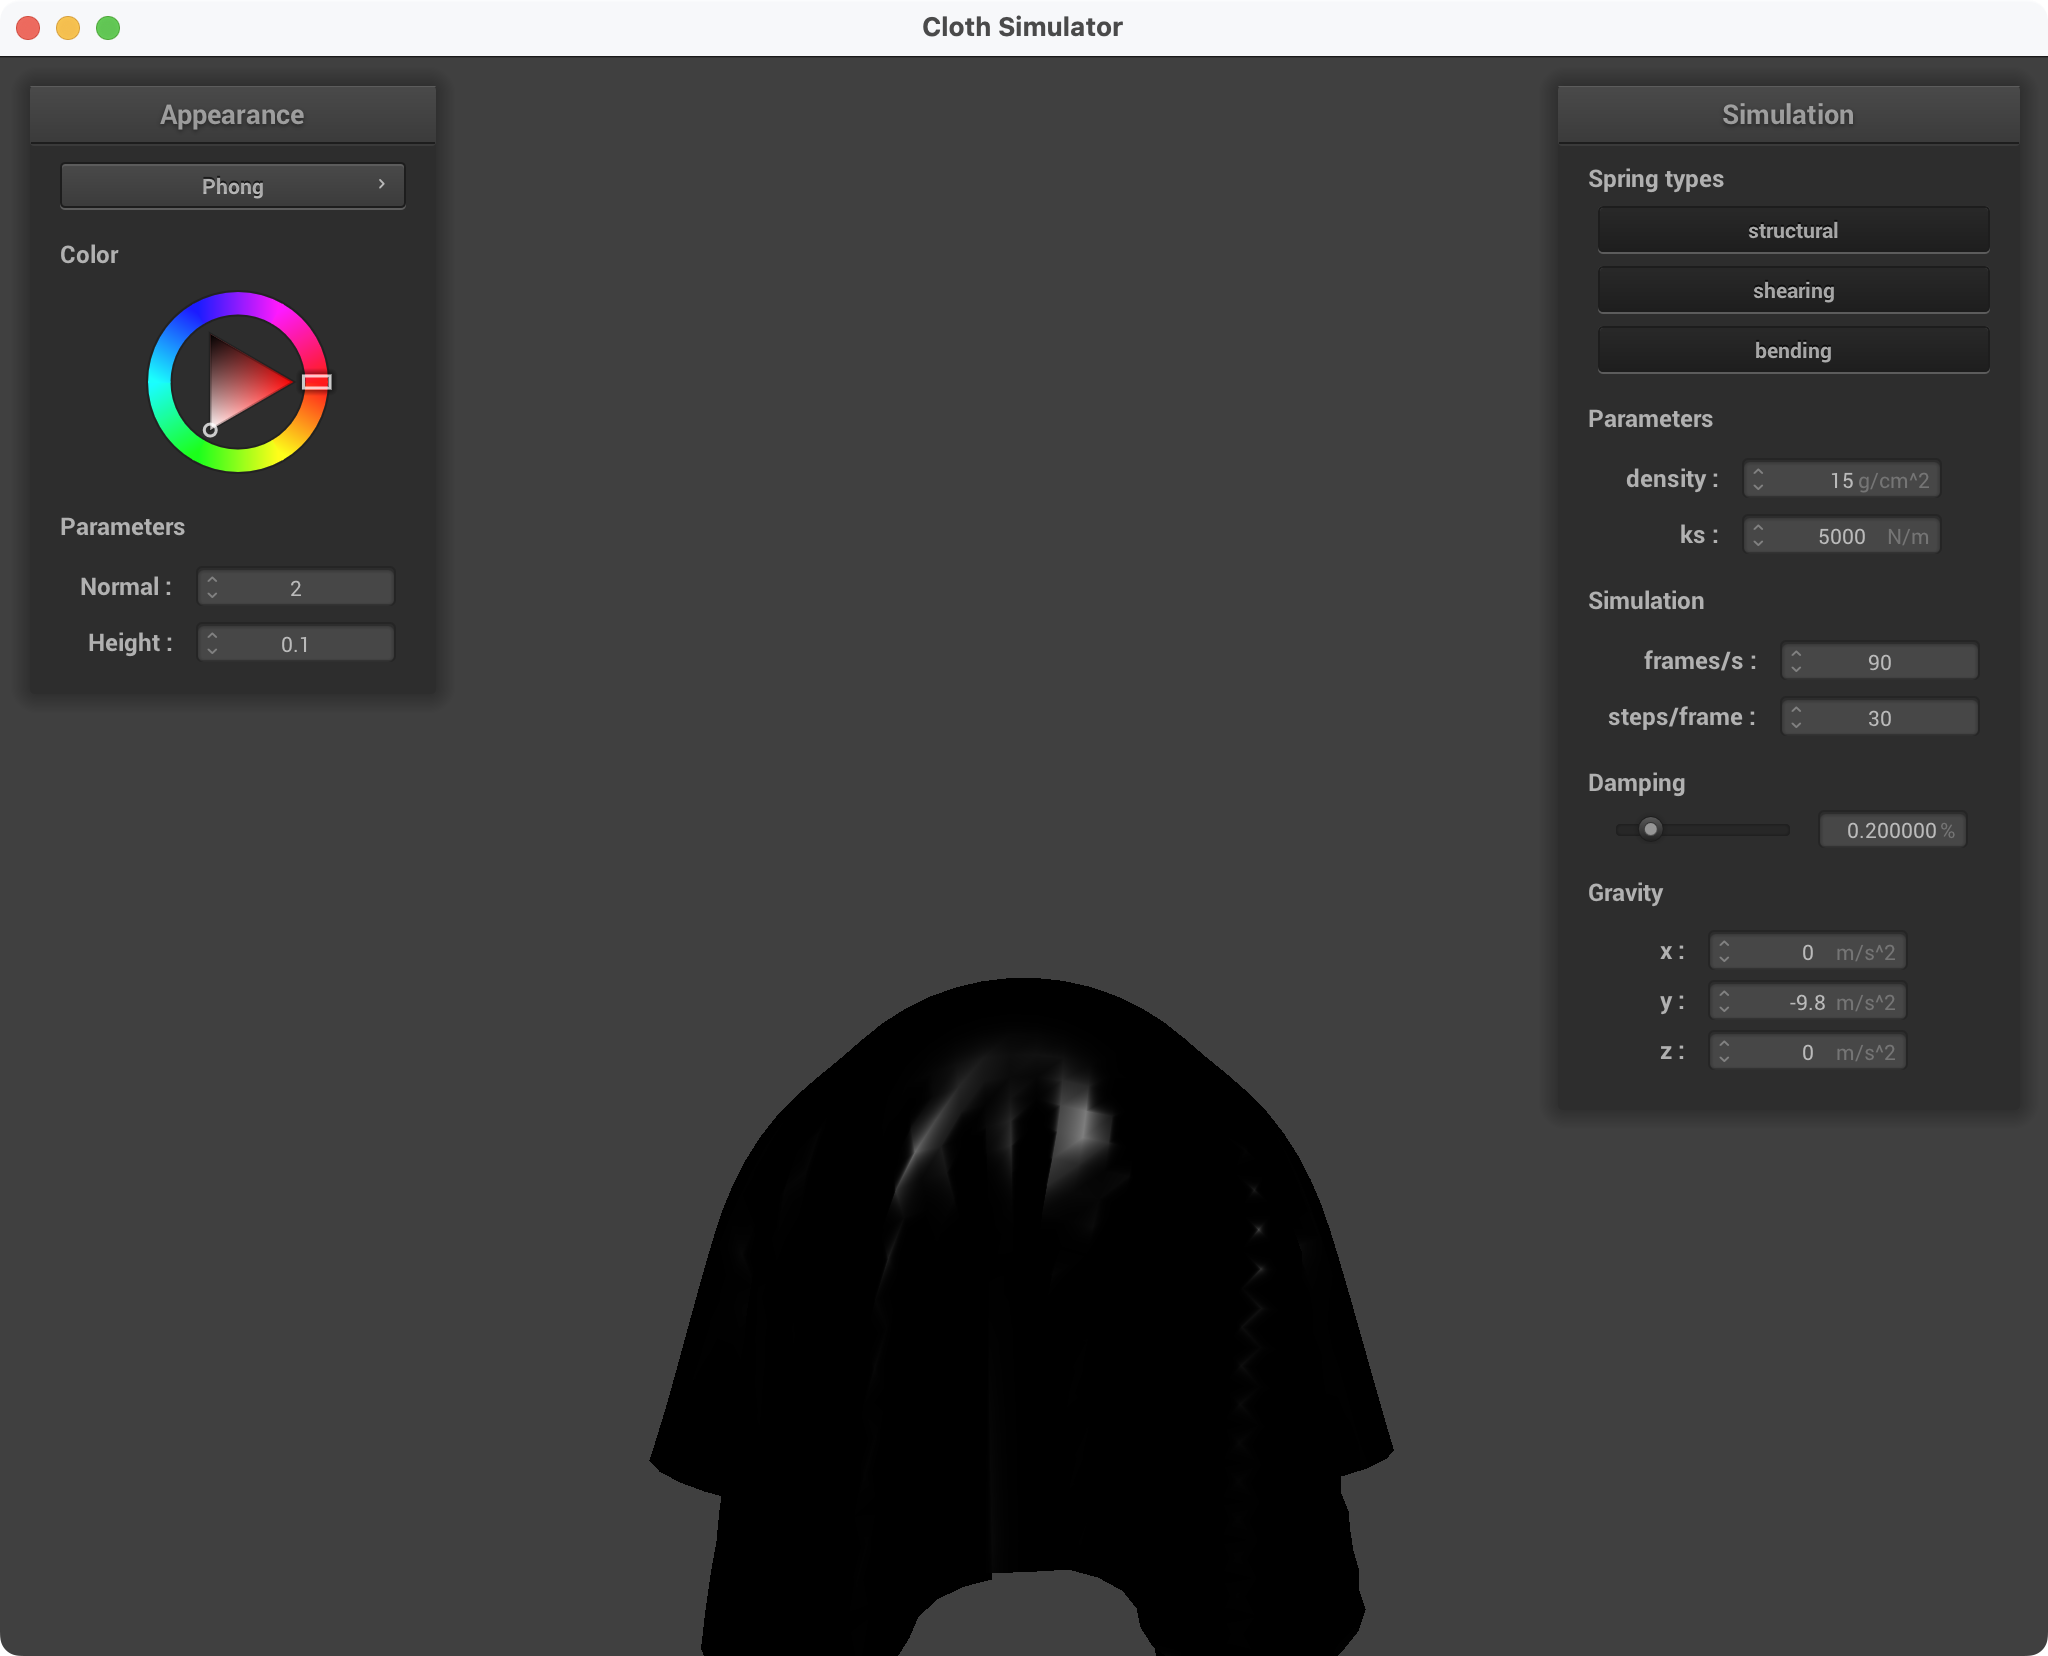 Cloth Simulator
Appearance
Phong
Color
Parameters
Normal : 2
Height : 0.1
Simulation
Spring types
structural
shearing
bending
Parameters
density : 15 g/cm^2
ks : 5000 N/m
Simulation
frames/s : 90
steps/frame : 30
Damping
0.200000 %
Gravity
x : 0 m/s^2
y : -9.8 m/s^2
z : 0 m/s^2